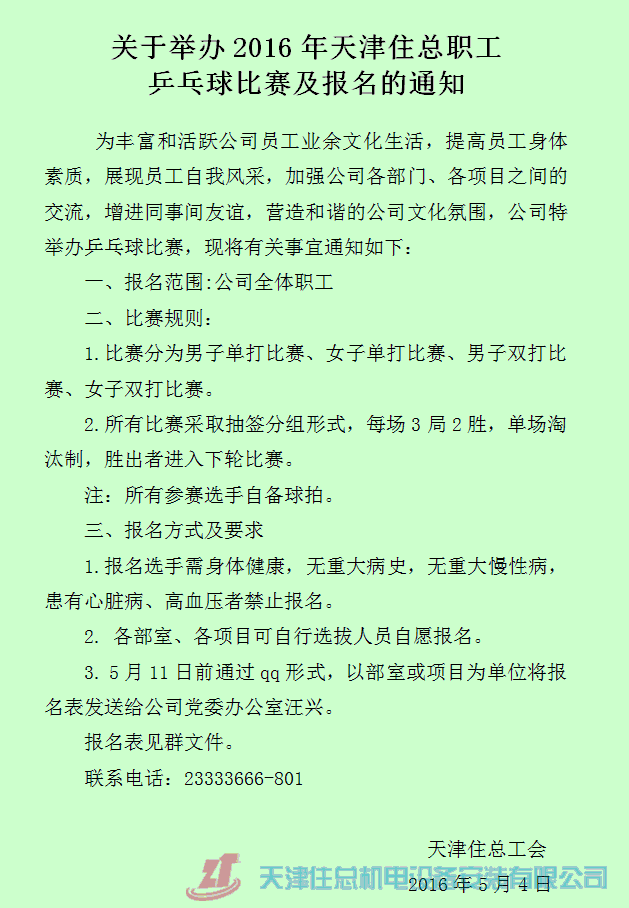 关于举办 2016 年天津住总职工
乒乓球比赛及报名的通知
为丰富和活跃公司员工业余文化生活，提高员工身体
素质，展现员工自我风采，加强公司各部门、各项目之间的
交流，增进同事间友谊，营造和谐的公司文化氛围，公司特
举办乒乓球比赛，现将有关事宜通知如下：
一、报名范围:公司全体职工
二、比赛规则：
1.比赛分为男子单打比赛、女子单打比赛、男子双打比
赛、女子双打比赛。
2.所有比赛采取抽签分组形式，每场 3 局 2 胜，单场淘
汰制，胜出者进入下轮比赛。
注：所有参赛选手自备球拍。
三、报名方式及要求
1.报名选手需身体健康，无重大病史，无重大慢性病，
患有心脏病、高血压者禁止报名。
2. 各部室、各项目可自行选拔人员自愿报名。
3. 5 月 11 日前通过 qq 形式，以部室或项目为单位将报
名表发送给公司党委办公室汪兴。
报名表见群文件。
联系电话：23333666-801
天津住总工会
天津住总机电设备安装有限公司
2016 年 5 月 4 日